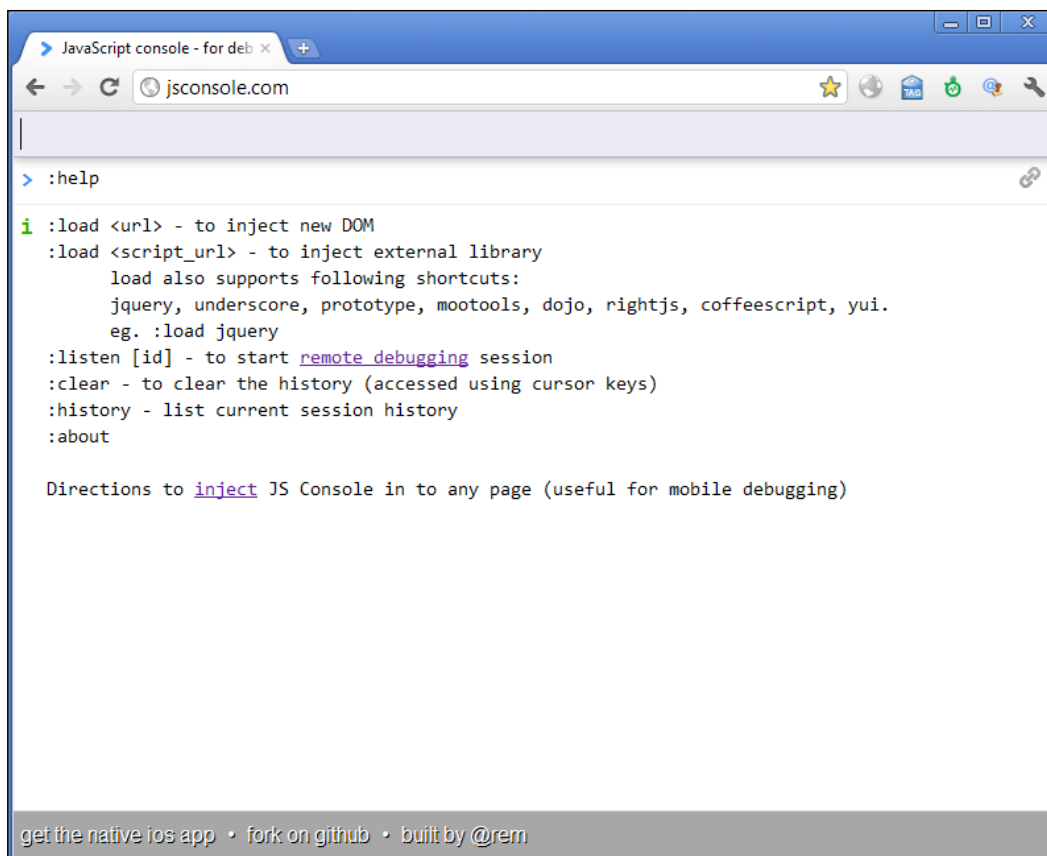 JavaScript console - for deb
jsconsole.com
TAG
> :help
i :load <url> - to inject new DOM
:load <script_url> - to inject external library
load also supports following shortcuts:
jquery, underscore, prototype, mootools, dojo, rightjs, coffeescript, yui.
eg. :load jquery
:listen [id] - to start remote debugging session
:clear - to clear the history (accessed using cursor keys)
:history - list current session history
:about
Directions to inject JS Console in to any page (useful for mobile debugging)
get the native ios app • fork on github • built by @rem